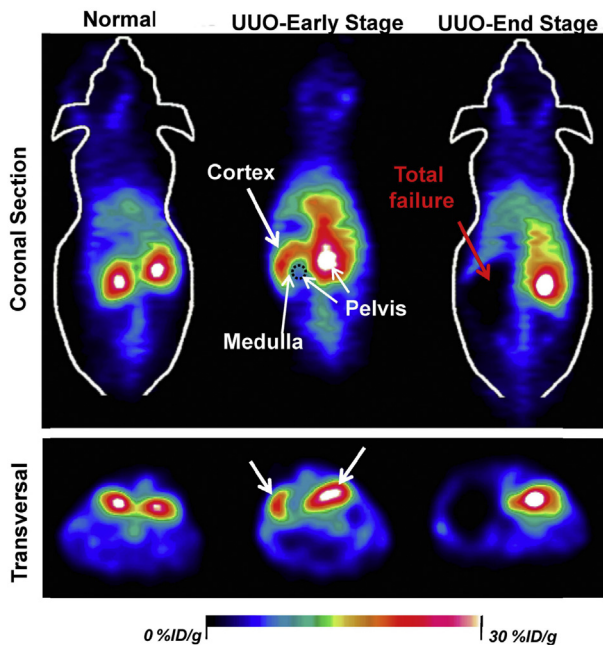 Normal
UUO-Early Stage
UUO-End Stage
Coronal Section
Cortex
Total
failure
Medulla
Pelvis
Transversal
0 %ID/g
30 %ID/g